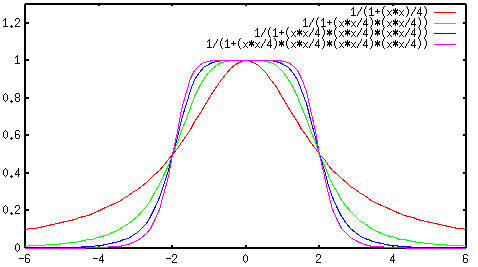 1/(1+(x*x)/4)
1/(1+(x*x/4)*(x*x/4))
1/(1+(x*x/4)*(x*x/4)*(x*x/4))
1/(1+(x*x/4)*(x*x/4)*(x*x/4)*(x*x/4))
1,2
1
0,8
0,6
0,4
0,2
0
-6 -4 -2 0 2 4 6